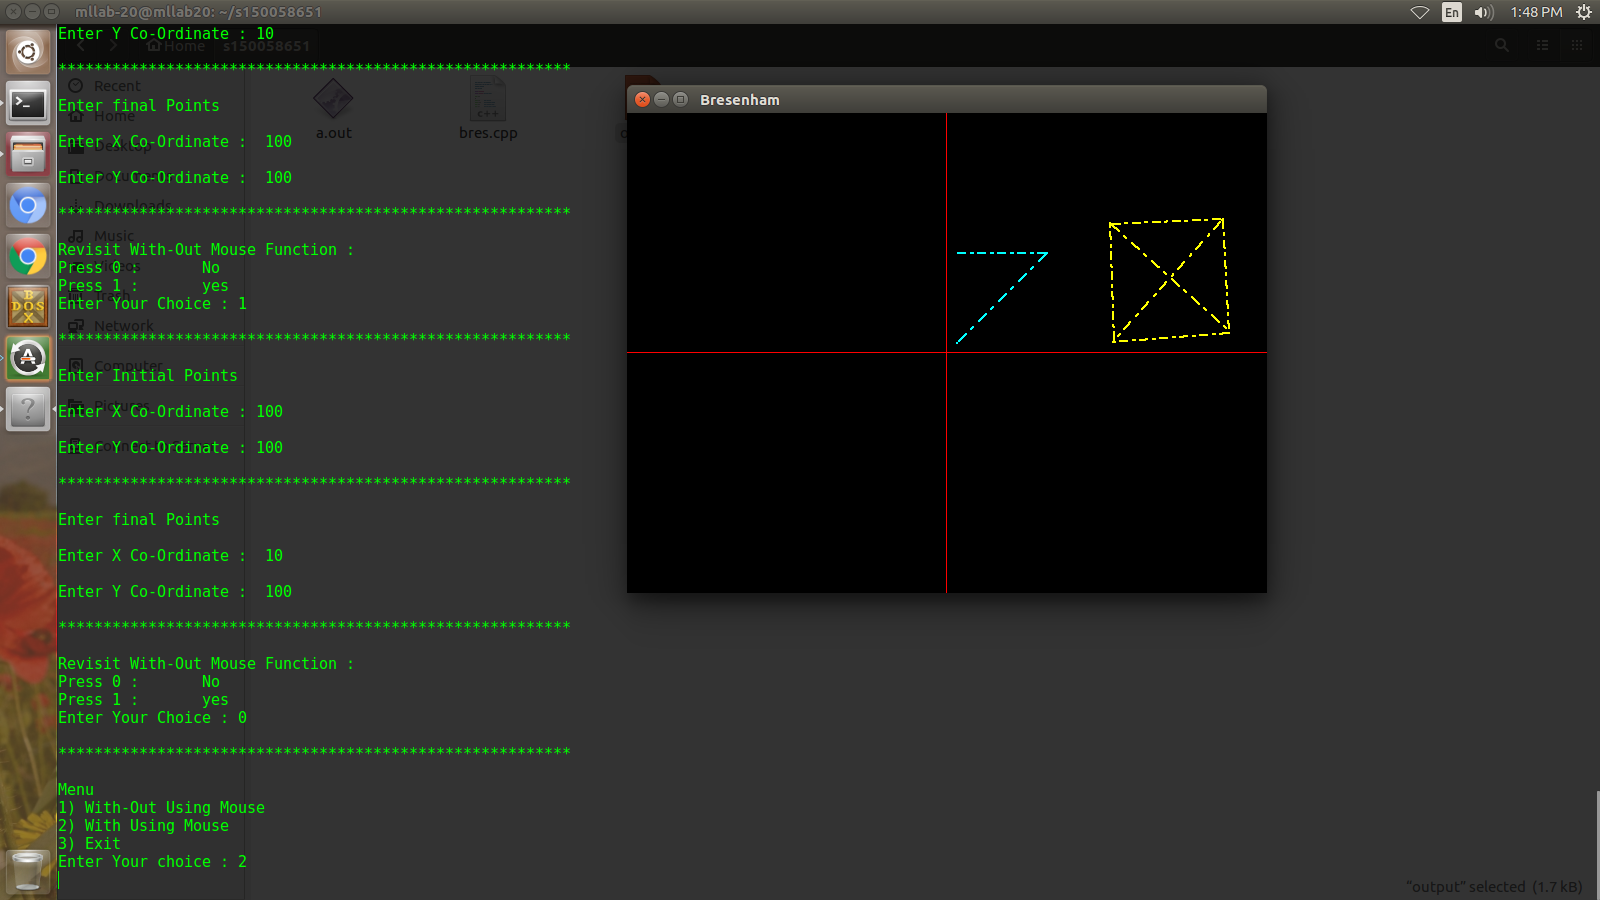 mllab-20@mllab20: ~/s150058651
En
1:48 PM
Enter Y Co-Ordinate : 10
Home
s150058651
*********************************************************
Recent
Enter final Points
Home
a.out
bres.cpp
Enter X Co-Ordinate :  100
Desktop
Enter Y Co-Ordinate :  100
Downloads
*********************************************************
Music
Revisit With-Out Mouse Function :
Press 0 :       No
Press 1 :       yes
Enter Your Choice : 1
Network
*********************************************************
Computer
Enter Initial Points
Pictures
Enter X Co-Ordinate : 100
Enter Y Co-Ordinate : 100
*********************************************************
Enter final Points
Enter X Co-Ordinate :  10
Enter Y Co-Ordinate :  100
*********************************************************
Revisit With-Out Mouse Function :
Press 0 :       No
Press 1 :       yes
Enter Your Choice : 0
*********************************************************
Menu
1) With-Out Using Mouse
2) With Using Mouse
3) Exit
Enter Your choice : 2
Bresenham
"output" selected (1.7 kB)